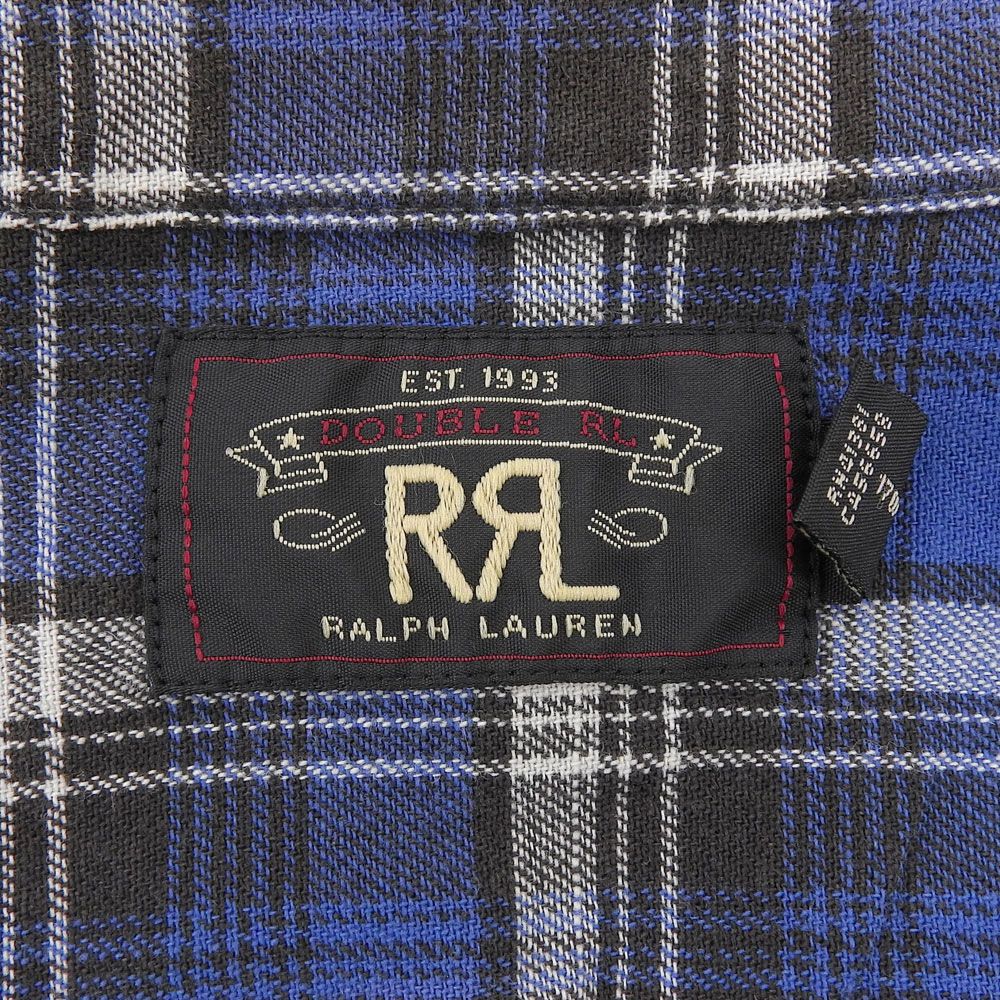 EST. 1993
DOUBLE RL
RRL
RALPH LAUREN